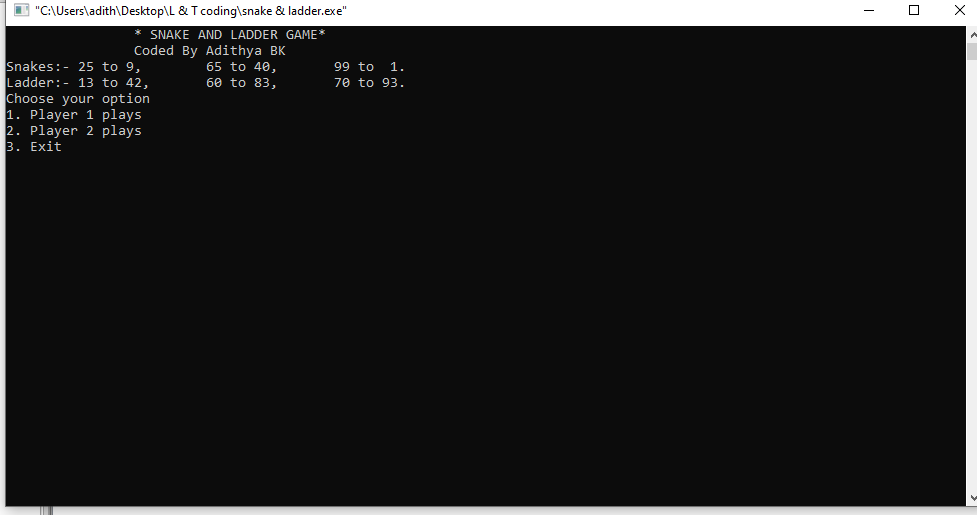 "C:\Users\adith\Desktop\L & T coding\snake & ladder.exe"
* SNAKE AND LADDER GAME*
Coded By Adithya BK
Snakes:- 25 to 9,        65 to 40,       99 to  1.
Ladder:- 13 to 42,       60 to 83,       70 to 93.
Choose your option
1. Player 1 plays
2. Player 2 plays
3. Exit